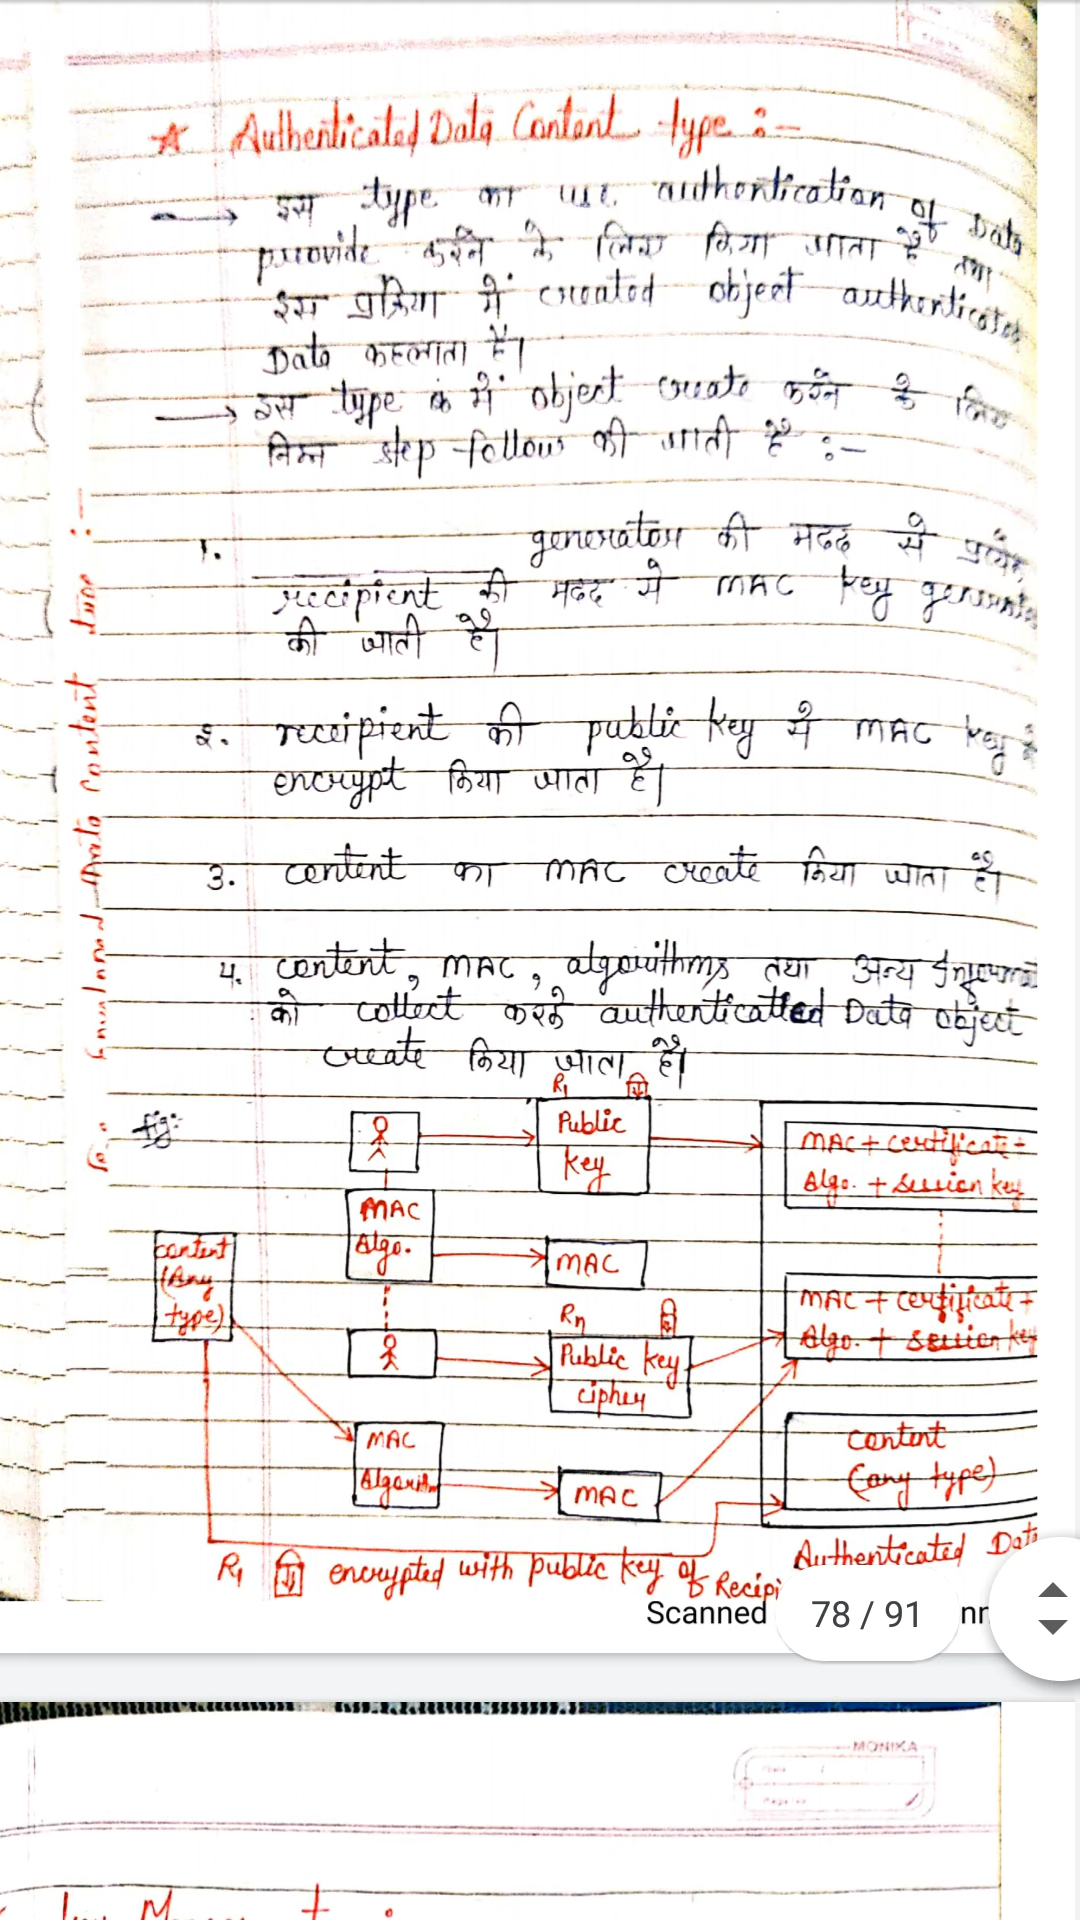 ☆ Authenticated Data Content type :-
→ इस type का use authentication of Data
provide करने के लिए किया जाता है तथा
इस प्रक्रिया में created object authenticated
Data कहलाता है।
→ इस type के में object create करने के लिए
निम्न step follow की जाती है :-
1. generator की मदद से प्रत्येक
recipient की मदद से MAC key generate
की जाती है।
2. receipient की public key से MAC key
encrypt किया जाता है।
3. content का MAC create किया जाता है।
4. content, MAC, algorithms तथा अन्य
को collect करके authenticatted Data object
create किया जाता है।
fig:-
R1
Public
key
MAC + certificate +
Algo. + session key
MAC
Algo.
MAC
content
(Any
type)
Rn
Public key
cipher
MAC + certificate +
Algo. + session key
MAC
Algorithm
MAC
content
(any type)
Authenticated Data
R1 encrypted with public key of Recipi
Scanned
78 / 91
MONIKA